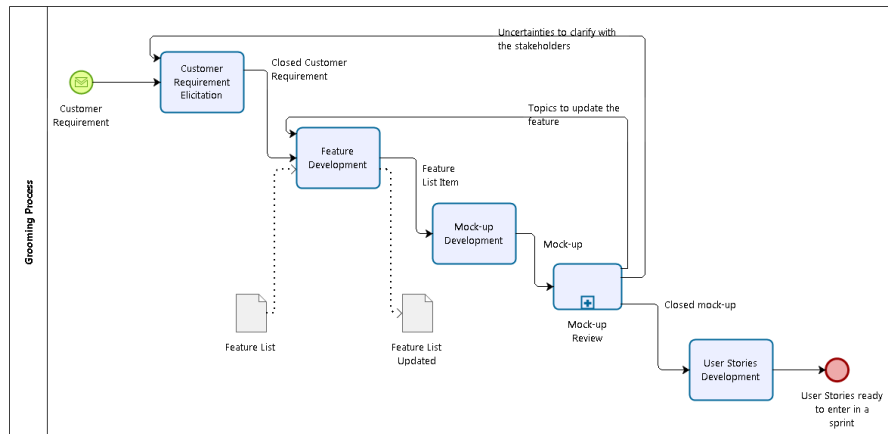 Grooming Process
Uncertainties to clarify with
the stakeholders
Customer
Requirement
Elicitation
Closed Customer
Requirement
Customer
Requirement
Topics to update the
feature
Feature
Development
Feature
List Item
Mock-up
Development
Mock-up
Mock-up
Review
Closed mock-up
Feature List
Feature List
Updated
User Stories
Development
User Stories ready
to enter in a
sprint